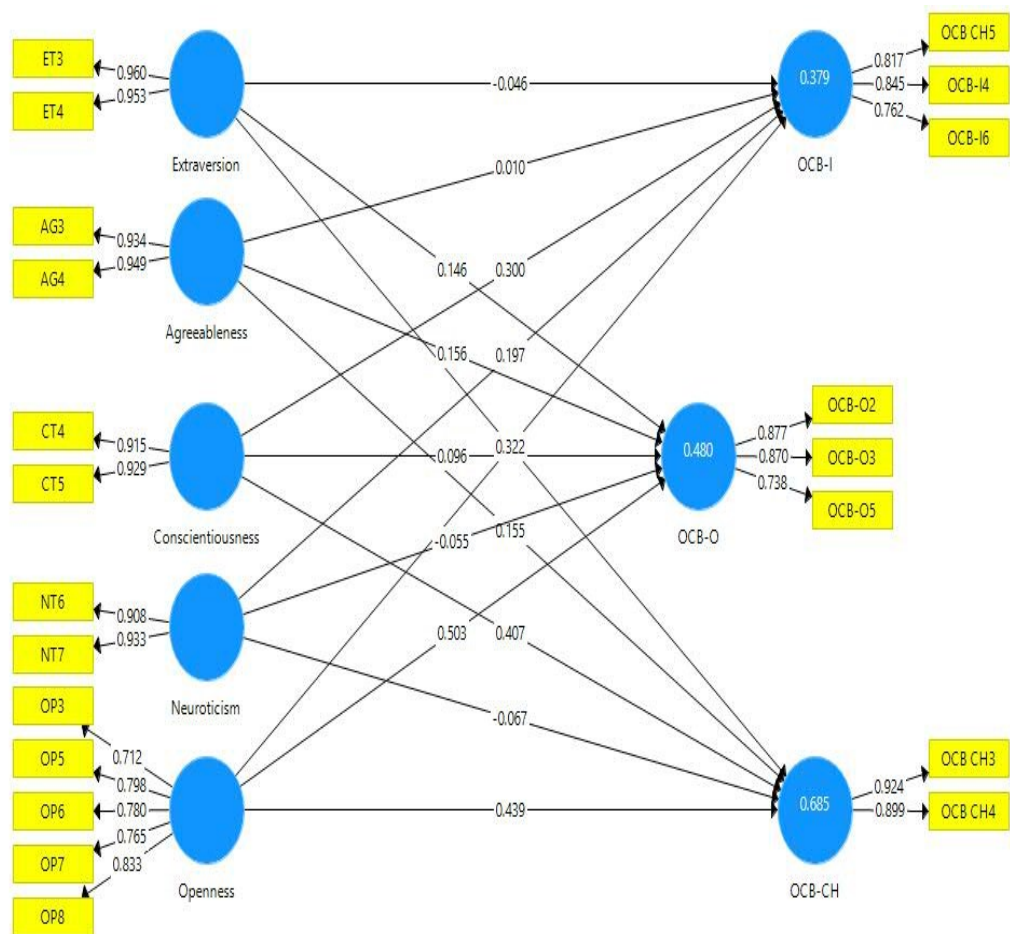 ET3
0.960
ET4
0.953
Extraversion
AG3
0.934
AG4
0.949
Agreeableness
CT4
0.915
CT5
0.929
Conscientiousness
NT6
0.908
NT7
0.933
Neuroticism
OP3
0.712
OP5
0.798
OP6
0.780
OP7
0.765
OP8
0.833
Openness
-0.046
0.010
0.146
0.300
0.156
0.197
0.322
0.096
0.155
-0.055
0.503
0.407
-0.067
0.439
0.379
OCB-I
OCB CH5
0.817
OCB-I4
0.845
OCB-I6
0.762
0.480
OCB-O
OCB-O2
0.877
OCB-O3
0.870
OCB-O5
0.738
0.685
OCB-CH
OCB CH3
0.924
OCB CH4
0.899